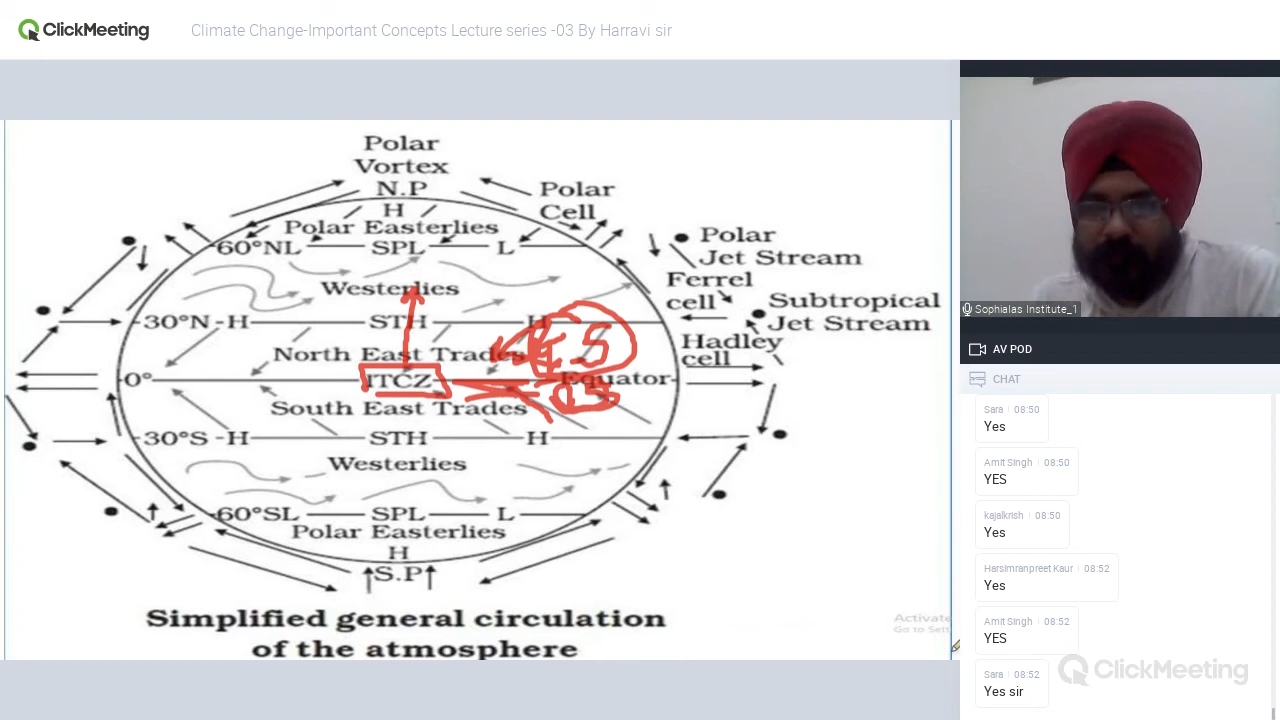 ClickMeeting
Climate Change-Important Concepts Lecture series -03 By Harravi sir
Polar
Vortex
N.P
H
Polar
Cell
Polar Easterlies
60°NL SPL L
Polar
Jet Stream
Westerlies
Ferrel
cell
30°N -H STH H
Subtropical
Jet Stream
Hadley
cell
North East Trades
0° ITCZ Equator
South East Trades
30°S -H STH H
Westerlies
60°SL SPL L
Polar Easterlies
H
S.P
Simplified general circulation
of the atmosphere
Activate
Go to Sett
Sophialas Institute_1
AV POD
CHAT
Sara 08:50
Yes
Amit Singh 08:50
YES
kajalkrish 08:50
Yes
Harsimranpreet Kaur 08:52
Yes
Amit Singh 08:52
YES
Sara 08:52
Yes sir
ClickMeeting